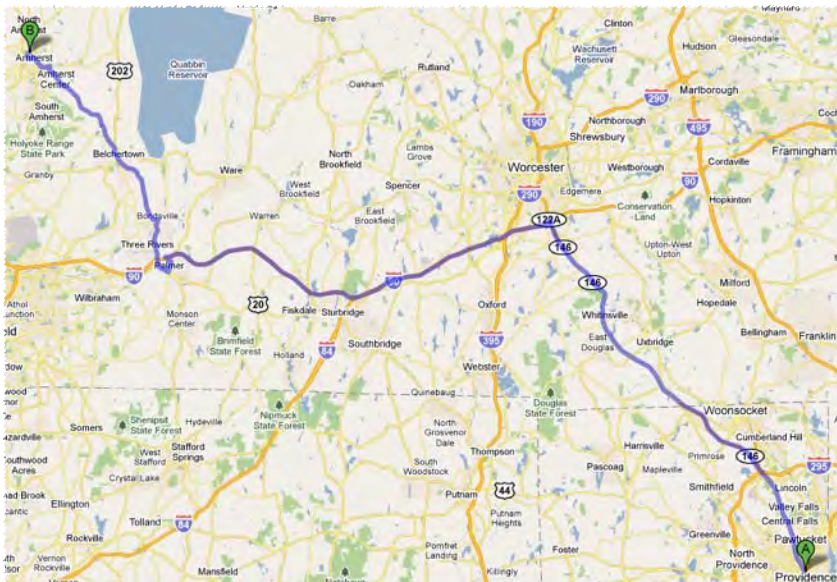 Barre
Clinton
Gleasondale
North Amherst
B
Amherst
Amherst Center
202
Quabbin Reservoir
Rutland
Wachusett Reservoir
Hudson
Oakham
Marlborough
South Amherst
190
290
Northborough
Shrewsbury
495
Holyoke Range State Park
Belchertown
North Brookfield
Lambs Grove
Worcester
Westborough
Framingham
Cordaville
Granby
Ware
West Brookfield
Spencer
290
Edgemere
90
Conservation Land
Hopkinton
Bondsville
Warren
East Brookfield
122A
146
Upton-West Upton
Three Rivers
Palmer
90
90
146
Milford
Wilbraham
20
Fiskdale
Sturbridge
Oxford
Hopedale
Whitinsville
Monson Center
Brimfield State Forest
Holland
84
Southbridge
395
East Douglas
Uxbridge
Bellingham
Franklin
Webster
Quinebaug
Douglas State Forest
Woonsocket
Somers
Shenipsit State Forest
Hydeville
Nipmuck State Forest
North Grosvenor Dale
Cumberland Hill
West Stafford
Stafford Springs
Thompson
Harrisville
Primrose
146
295
Crystal Lake
South Woodstock
Pascoag
Mapleville
Smithfield
Lincoln
Ellington
Putnam
44
Valley Falls
Central Falls
Tolland
84
Putnam Heights
Greenville
Pawtucket
A
Rockville
Vernon Rockville
Pomfret Landing
Foster
North Providence
Mansfield
Killingly
Providence